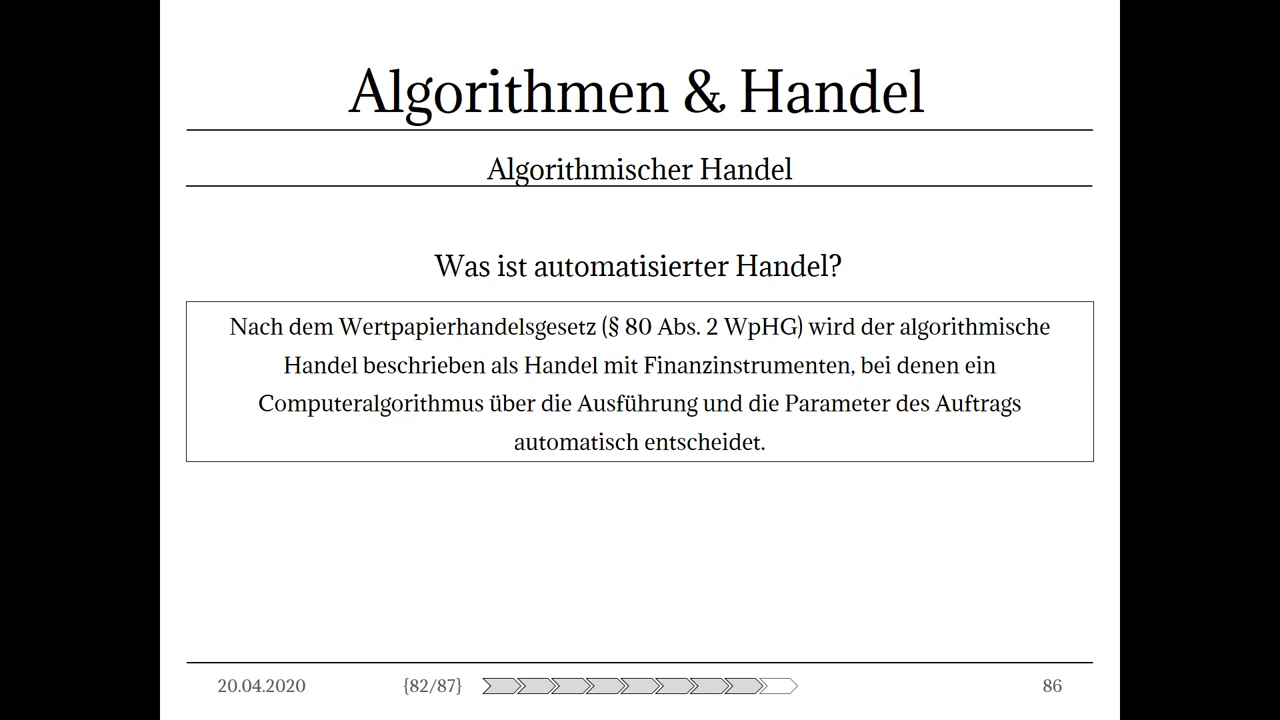 Algorithmen & Handel
Algorithmischer Handel
Was ist automatisierter Handel?
Nach dem Wertpapierhandelsgesetz (§ 80 Abs. 2 WpHG) wird der algorithmische
Handel beschrieben als Handel mit Finanzinstrumenten, bei denen ein
Computeralgorithmus über die Ausführung und die Parameter des Auftrags
automatisch entscheidet.
20.04.2020 {82/87} 86